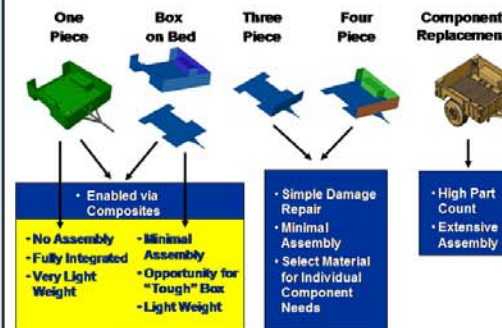 One
Piece
Box
on Bed
Three
Piece
Four
Piece
Component
Replacement
• Enabled via
Composites
• No Assembly
• Fully Integrated
• Very Light
Weight
• Minimal
Assembly
• Opportunity for
"Tough" Box
• Light Weight
• Simple Damage
Repair
• Minimal
Assembly
• Select Material
for Individual
Component
Needs
• High Part
Count
• Extensive
Assembly